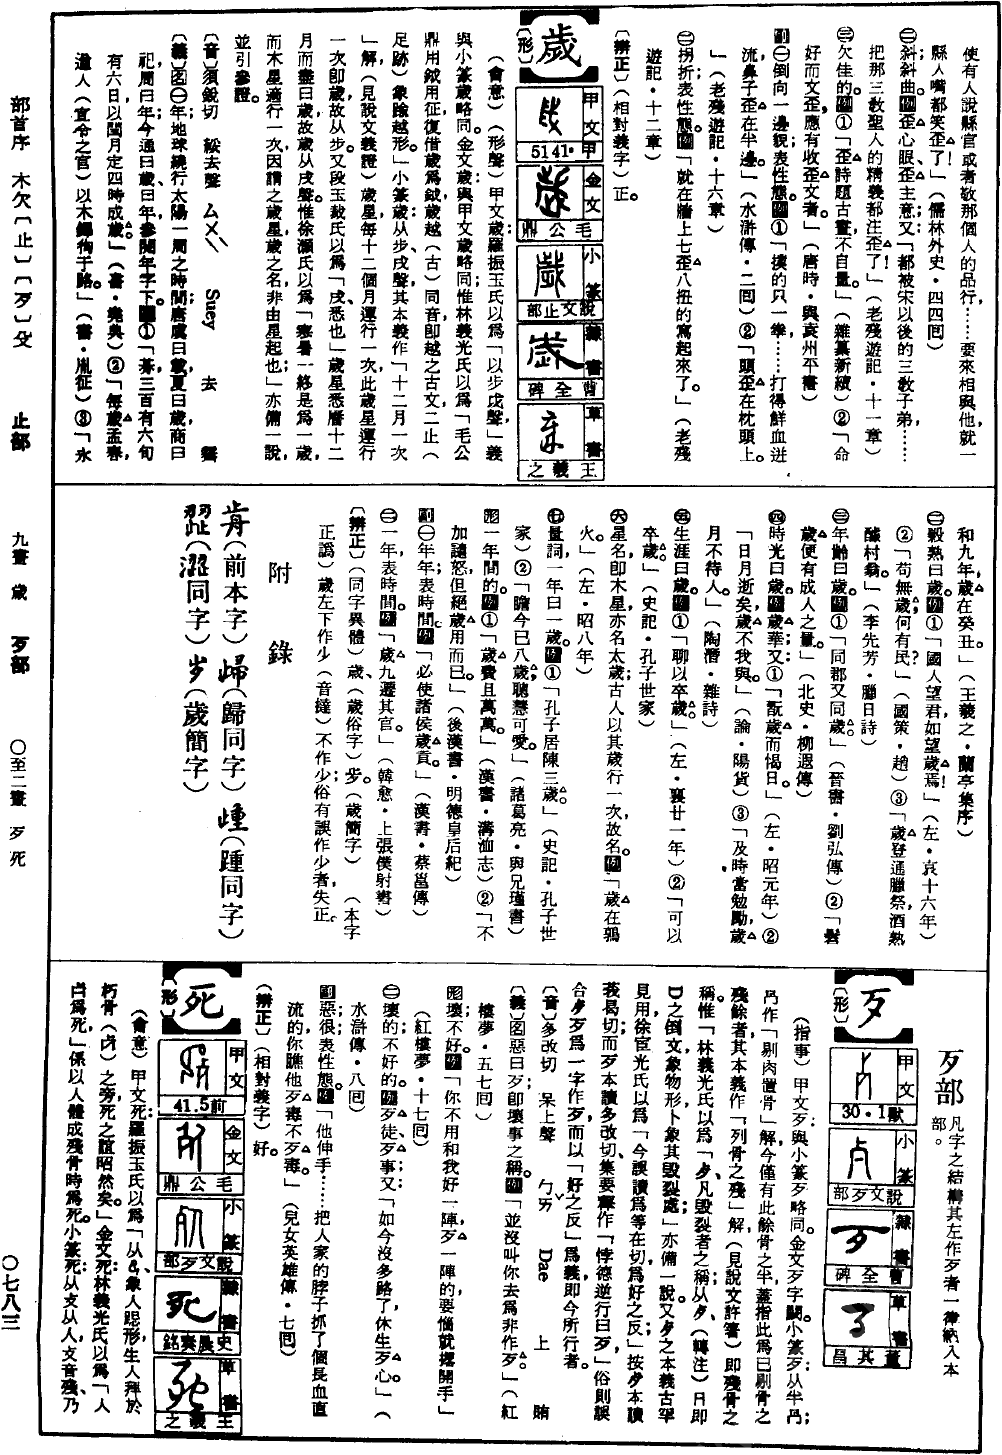 使有人說縣官或者敬那個人的品行，……要來相與他，就一
縣人嘴都笑歪了！」（儒林外史·四四囘）
㊁斜；斜曲。例「歪心眼、歪主意」；又「都被宋以後的三敎子弟，……
把那三敎聖人的精義都注歪了！」（老殘遊記·十一章）
㊂欠佳的。例①「歪詩題古畫，不自量。」（雜纂新續）②「命
好而文歪，應有收歪文者。」（唐時·與袁州平書）
副㊀倒向一邊貌，表性態。例①「撲的只一拳，……打得鮮血迸
流，鼻子歪在半邊。」（水滸傳·二囘）②「頭歪在枕頭上。
」（老殘遊記·十六章）
㊁拐折，表性態。例「就在牆上七歪八扭的寫起來了。」（老殘
遊記·十二章）
〔辨正〕（相對義字）正。
歲
〔形〕
甲文
5141·甲
金文
毛公鼎
小篆
說文止部
隸書
曹全碑
草書
王羲之
（會意）（形聲）甲文歲，羅振玉氏以爲「以步戊聲，」義
與小篆歲略同。金文歲與甲文歲略同，惟林義光氏以爲「毛公
鼎用鉞用征，復借歲爲鉞，歲越（古）同音，卽越之古文，二止（
足跡）象踰越形。」小篆歲：从步戌聲，其本義作「十二月一次
」解（見說文義證），歲星每十二個月運行一次，此歲星運行
一次卽歲，故从步。又段玉裁氏以爲「戌，悉也」，歲星悉曆十二
月而盡曰歲，故歲从戌聲。惟徐灝氏以爲「寒暑一終是爲一歲，
而木星適行一次，因謂之歲星，歲之名非由星起也」，亦備一說，
並引參證。
〔音〕須銳切 綏去聲 ㄙㄨㄟˋ Suey 去 霽
〔義〕名㊀一年；地球繞行太陽一周之時間；唐虞曰載，夏曰歲，商曰
祀，周曰年，今通曰歲、曰年，參閱年字下。例①「朞三百有六旬
有六日，以閏月定四時，成歲。」（書·堯典）②「每歲孟春，
遒人（宣令之官）以木鐸徇于路。」（書·胤征）③「永
和九年，歲在癸丑。」（王羲之·蘭亭集序）
㊁穀熟曰歲。例①「國人望君，如望歲焉！」（左·哀十六年）
②「苟無歲，何有民？」（國策·趙）③「歲登通臘祭，酒熟
醵村翁。」（李先芳·臘日詩）
㊂年齡曰歲。例①「同郡又同歲。」（晉書·劉弘傳）②「髫
歲便有成人之量。」（北史·柳遐傳）
㊃時光曰歲。例「歲華」；又：①「翫歲而愒日。」（左·昭元年）②
「日月逝矣，歲不我與。」（論·陽貨）③「及時當勉勵，歲
月不待人。」（陶潛·雜詩）
㊄生涯曰歲。例①「聊以卒歲。」（左·襄廿一年）②「可以
卒歲。」（史記·孔子世家）
㊅星名，卽木星，亦名太歲；古人以其歲行一次，故名。例「歲在鶉
火。」（左·昭八年）
㊆量詞，一年曰一歲。例①「孔子居陳三歲。」（史記·孔子世
家）②「瞻今已八歲，聰慧可愛。」（諸葛亮·與兄瑾書）
形一年間的。例①「歲費且萬萬。」（漢書·溝洫志）②「不
加譴怒，但絕歲用而已。」（後漢書·明德皇后紀）
副㊀年年，表時間。例「必使諸侯歲貢。」（漢書·蔡邕傳）
㊁一年，表時間。例「歲九遷其官。」（韓愈·上張僕射書）
〔辨正〕（同字異體）歳、（歲俗字）岁。（歲簡字）（本字
正譌）歲左下作少（音撻）不作少，俗有誤作少者，失正。
附錄
歬（前本字）㱕（歸同字）歱（踵同字）
歰（澀同字）岁（歲簡字）
歹部 凡字之結構其左作歹者一律納入本
部。
歹
〔形〕
甲文
30·1獸
小篆
說文歹部
隸書
曹全碑
草書
董其昌
（指事）甲文歹與小篆歹略同。金文歹字闕。小篆歹：从半冎；
冎作「剔肉置骨」解，今僅有此餘骨之半，蓋指此爲已剔骨之
殘餘者，其本義作「列骨之殘」解（見說文許箸），卽殘骨之
稱。惟「林義光氏以爲「歺，凡毀裂者之稱，从夕（轉注）日，卽
D之倒文，象物形，卜象其毀裂處」，亦備一說。又歺之本義，古罕
見用，徐官光氏以爲「今誤讀爲等在切，爲好之反」；按歺本讀
莪曷切，而歹本讀多改切，集要釋作「悖德逆行曰歹」，俗則誤
合歺歹爲一字作歹，而以「好之反」爲義，卽今所行者。
〔音〕多改切 呆上聲 ㄉㄞˇ Dae 上 賄
〔義〕名惡曰歹，卽壞事之稱。例「並沒叫你去爲非作歹。」（紅
樓夢·五七囘）
形壞；不好。例「你不用和我好一陣，歹一陣的，要惱就撂開手」
（紅樓夢·十七囘）
㊁壞的；不好的。例「歹徒、歹事」；又「如今沒多路了，休生歹心。」（
水滸傳·八囘）
副惡；很，表性態。例「他伸手……把人家的脖子抓了個長血直
流的，你瞧他歹毒不歹毒。」（兒女英雄傳·七囘）
〔辨正〕（相對義字）好。
死
〔形〕
甲文
41.5前
金文
毛公鼎
小篆
說文歹部
隸書
史晨奏銘
草書
王羲之
（會意）甲文死：羅振玉氏以爲「从，象人跽形，生人拜於
朽骨（歺）之旁，死之誼昭然矣。」金文死：林義光氏以爲「人
占爲死，」係以人體成殘骨時爲死。小篆死：从歺从人，歺音殘，乃
部首序 木欠〔止〕〔歹〕殳 止部 九畫 歲 歹部 ○至二畫 歹死 〇七八三